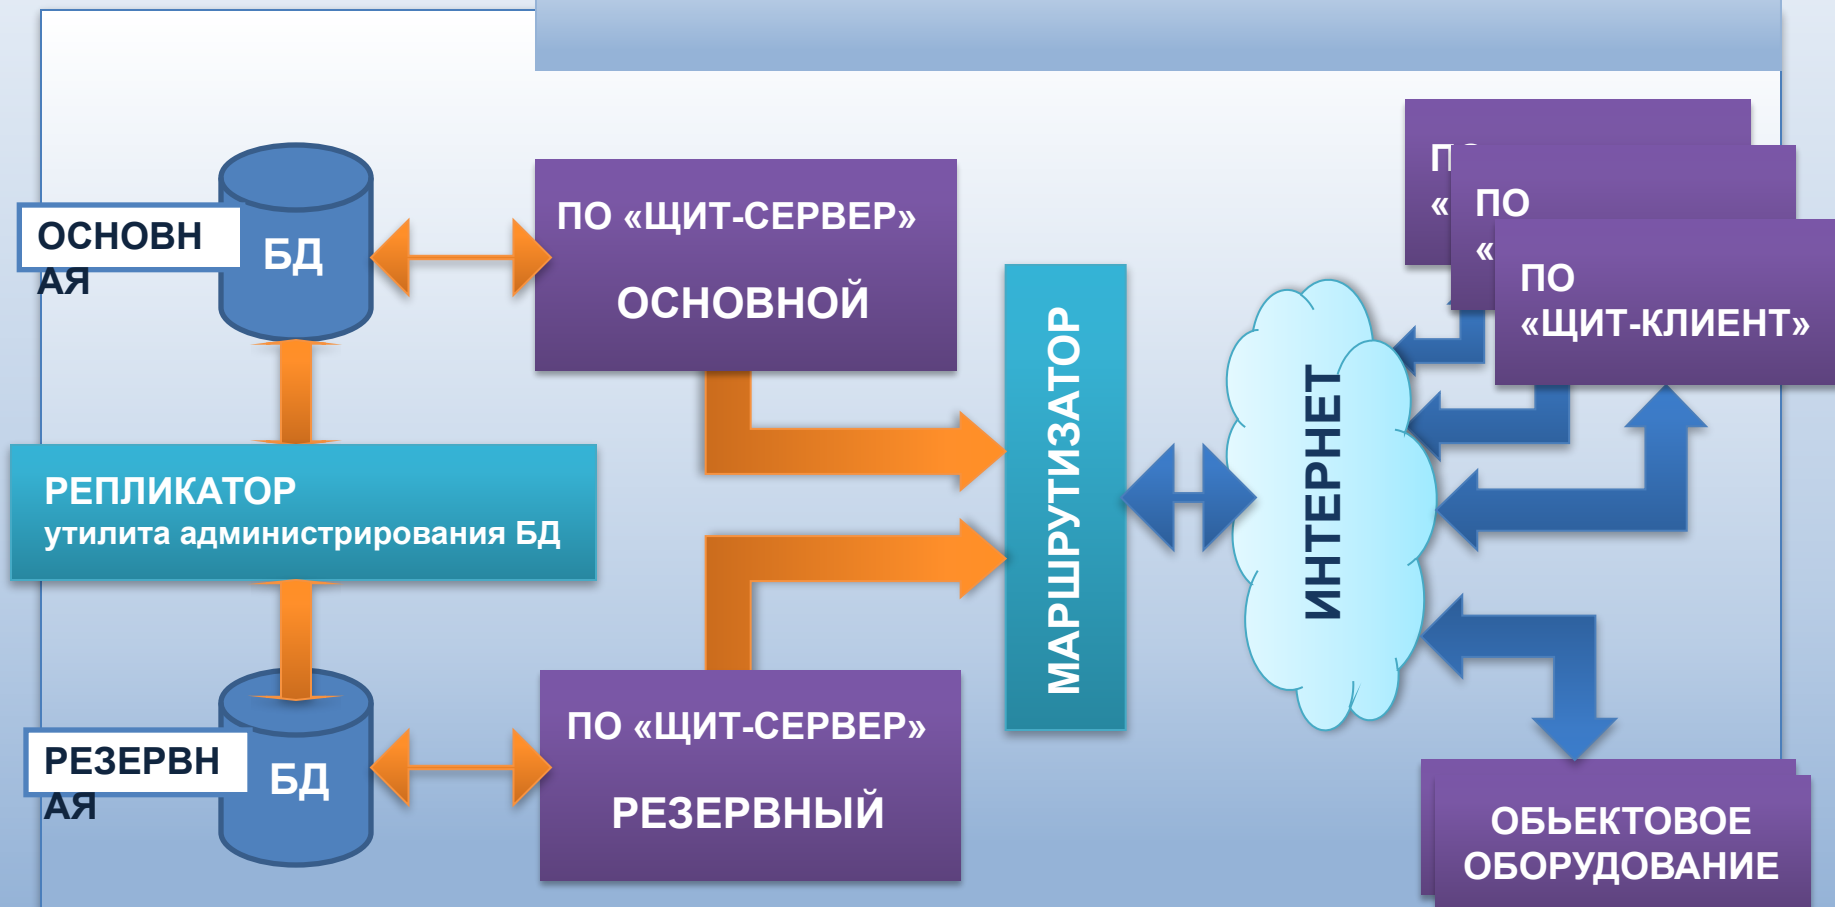 ОСНОВН
АЯ
БД
ПО «ЩИТ-СЕРВЕР»
ОСНОВНОЙ
РЕПЛИКАТОР
утилита администрирования БД
РЕЗЕРВН
АЯ
БД
ПО «ЩИТ-СЕРВЕР»
РЕЗЕРВНЫЙ
МАРШРУТИЗАТОР
ИНТЕРНЕТ
ПО
«
ПО
«
ПО
«ЩИТ-КЛИЕНТ»
ОБЬЕКТОВОЕ
ОБОРУДОВАНИЕ